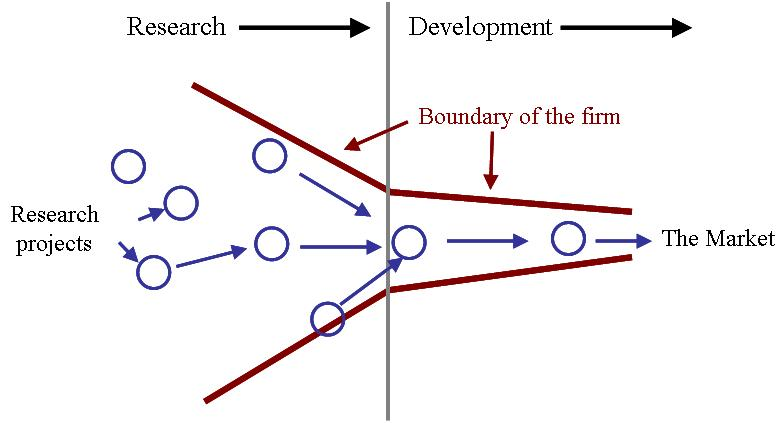 Research
Development
Boundary of the firm
Research
projects
The Market